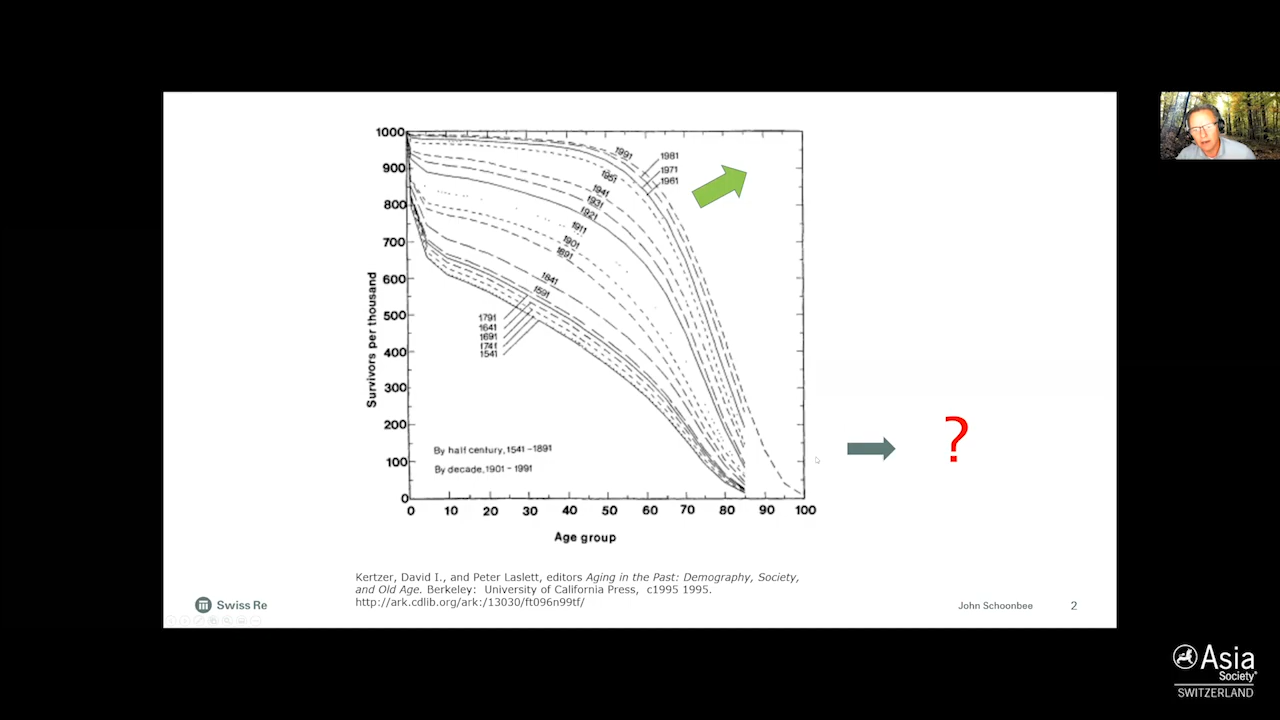 1000
900
800
700
600
500
400
300
200
100
0
Survivors per thousand
1991
1981
1971
1961
1951
1941
1931
1921
1911
1901
1891
1841
1591
1791
1641
1691
1741
1541
By half century, 1541 - 1891
By decade, 1901 - 1991
0 10 20 30 40 50 60 70 80 90 100
Age group
?
Kertzer, David I., and Peter Laslett, editors Aging in the Past: Demography, Society,
and Old Age. Berkeley: University of California Press, c1995 1995.
http://ark.cdlib.org/ark:/13030/ft096n99tf/
Swiss Re
John Schoonbee
2
Asia
Society
SWITZERLAND